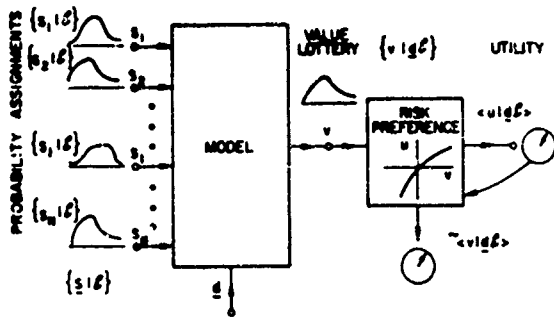 PROBABILITY ASSIGNMENTS
{S₁|ℰ}
S₁
{S₂|ℰ}
S₂
{Sᵢ|ℰ}
Sᵢ
{Sₙ|ℰ}
Sₙ
{S|ℰ}
MODEL
d
VALUE LOTTERY
{v|dℰ}
v
UTILITY
RISK PREFERENCE
u
v
<u|dℰ>
~<v|dℰ>